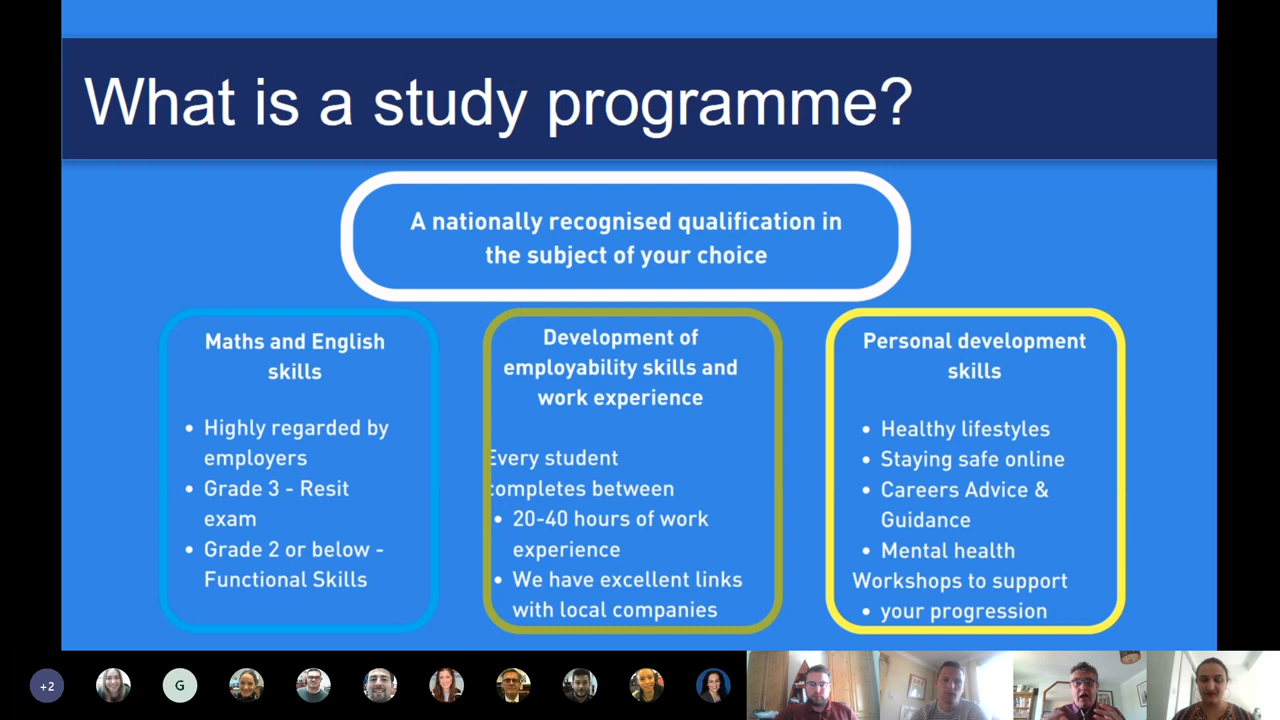 What is a study programme?
A nationally recognised qualification in
the subject of your choice
Maths and English
skills
• Highly regarded by
employers
• Grade 3 - Resit
exam
• Grade 2 or below -
Functional Skills
Development of
employability skills and
work experience
Every student
completes between
• 20-40 hours of work
experience
• We have excellent links
with local companies
Personal development
skills
• Healthy lifestyles
• Staying safe online
• Careers Advice &
Guidance
• Mental health
Workshops to support
• your progression
+2
G